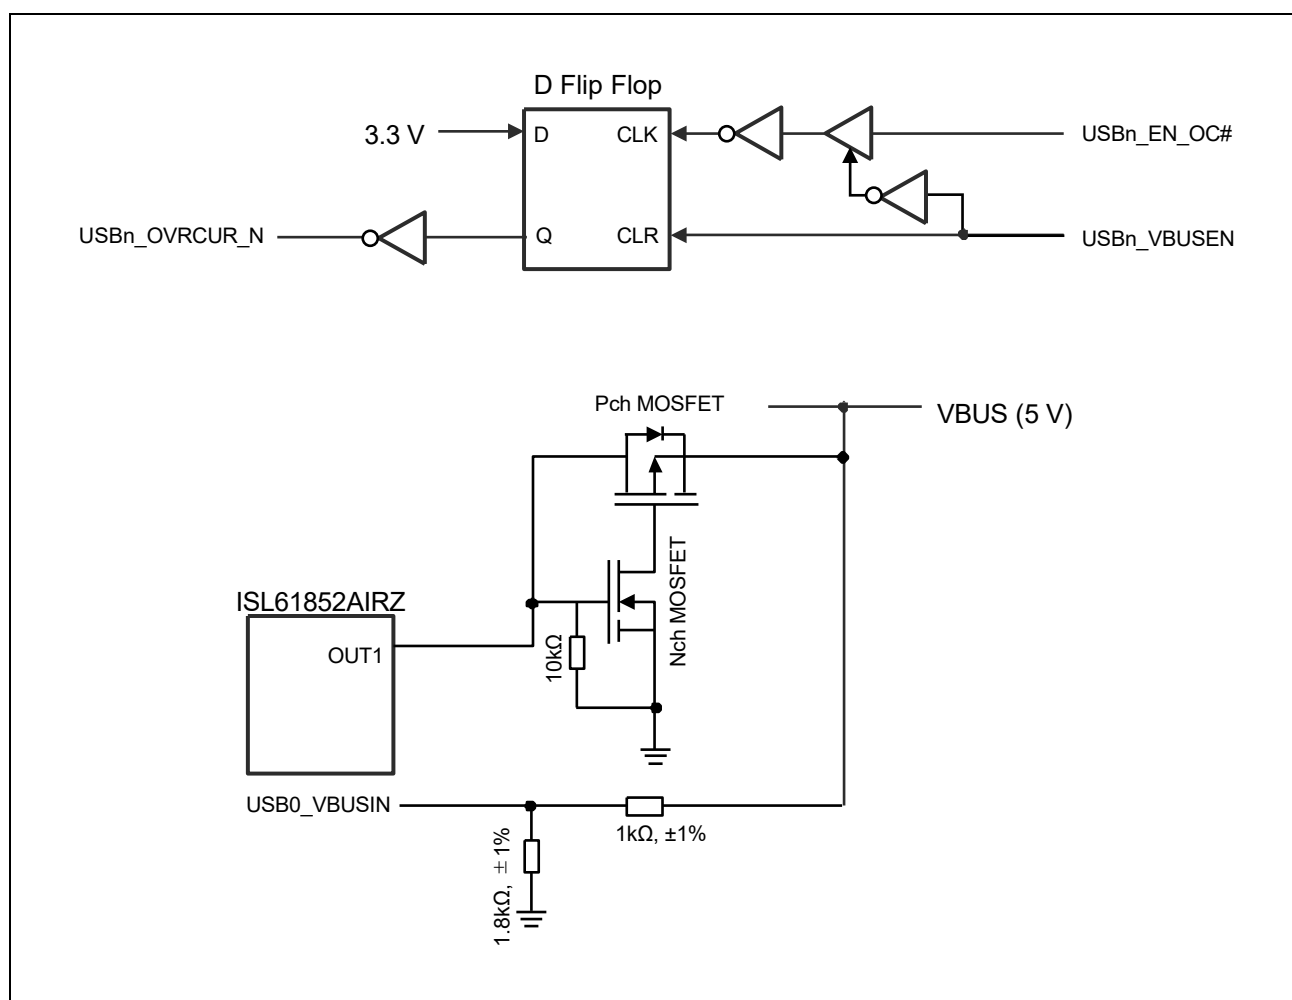 D Flip Flop
3.3 V
D
CLK
USBn_EN_OC#
USBn_OVRCUR_N
Q
CLR
USBn_VBUSEN
Pch MOSFET
VBUS (5 V)
Nch MOSFET
ISL61852AIRZ
OUT1
10kΩ
USB0_VBUSIN
1kΩ, ±1%
1.8kΩ, ±1%